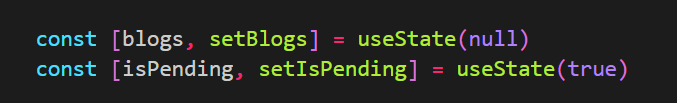 const [blogs, setBlogs] = useState(null)
const [isPending, setIsPending] = useState(true)